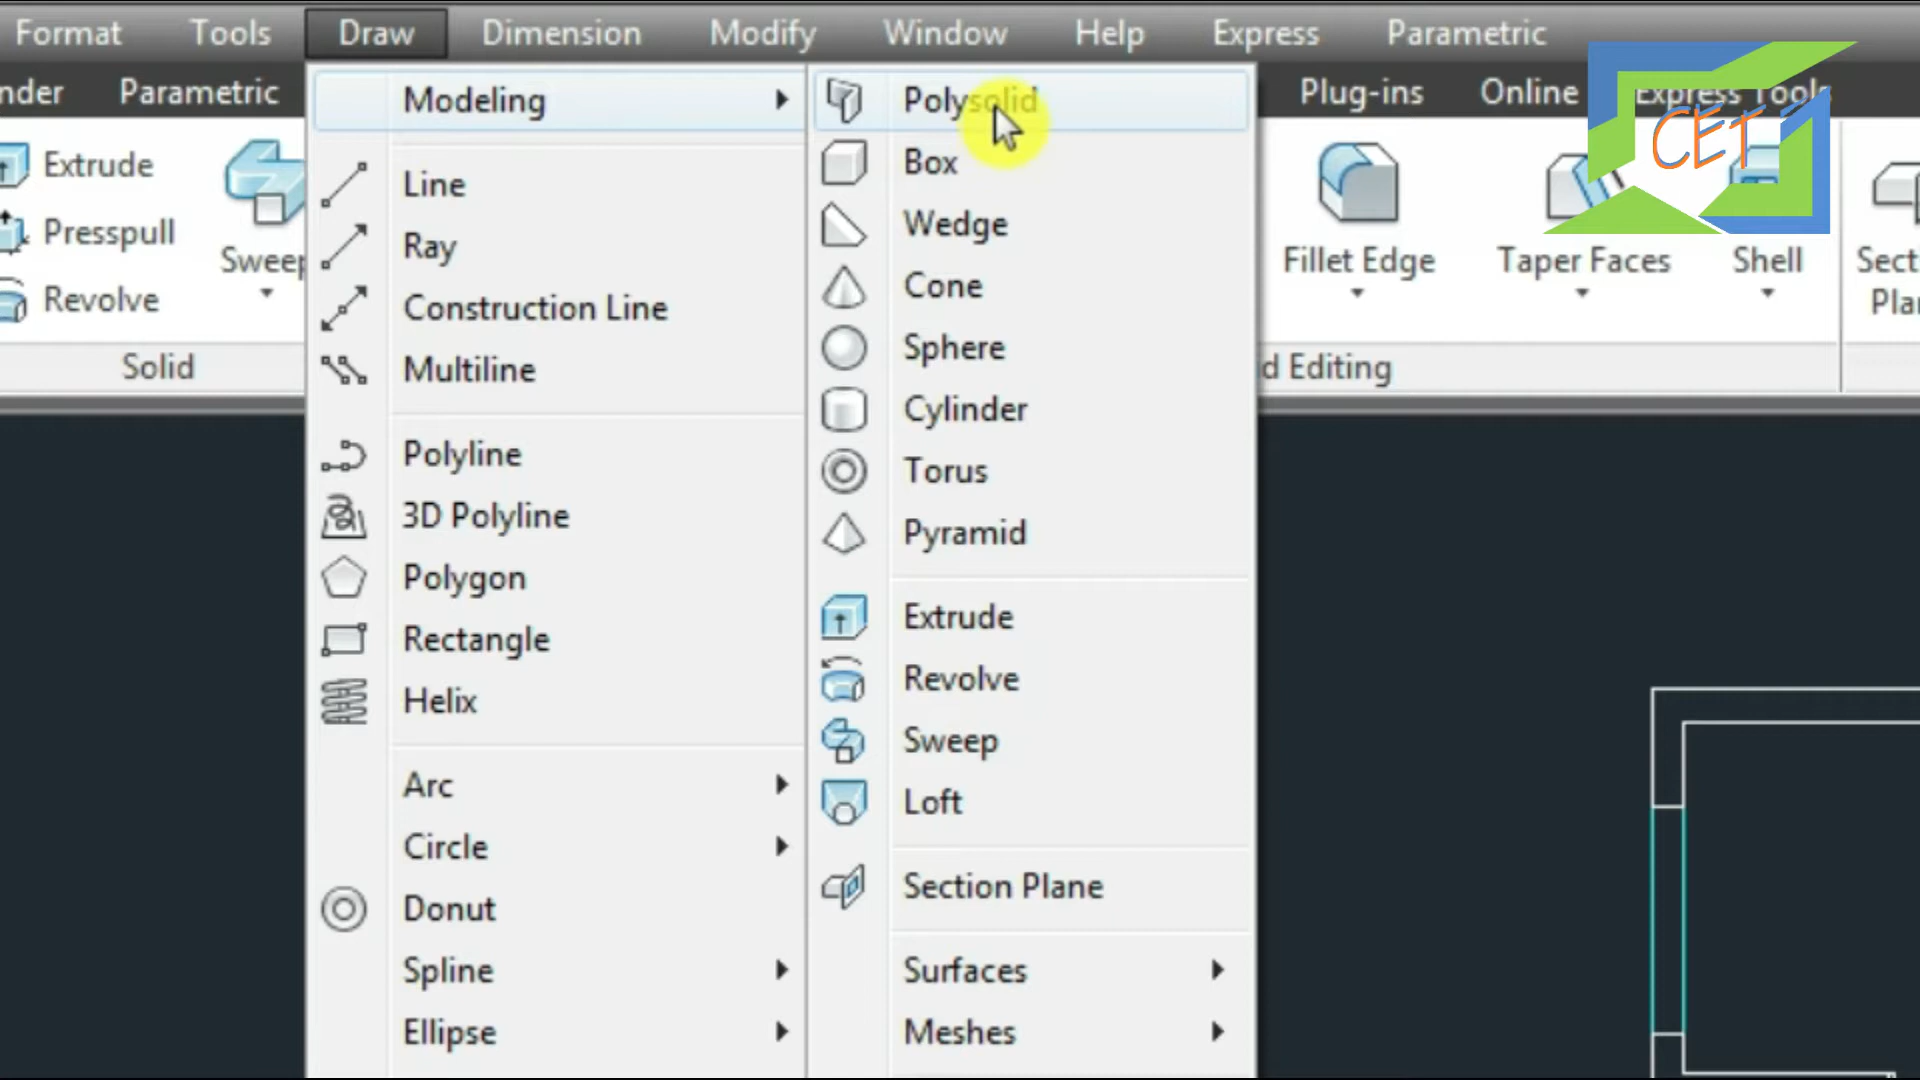 Format Tools Draw Dimension Modify Window Help Express Parametric
nder Parametric Plug-ins Online Express Tools
CET
Extrude
Presspull
Revolve
Sweep
Solid
Modeling
Line
Ray
Construction Line
Multiline
Polyline
3D Polyline
Polygon
Rectangle
Helix
Arc
Circle
Donut
Spline
Ellipse
Polysolid
Box
Wedge
Cone
Sphere
Cylinder
Torus
Pyramid
Extrude
Revolve
Sweep
Loft
Section Plane
Surfaces
Meshes
Fillet Edge
Taper Faces
Shell
Sect
Plan
d Editing